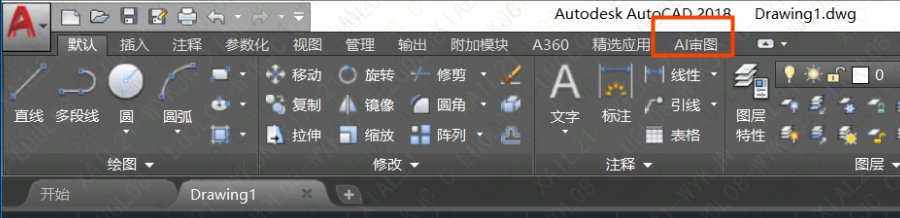 Autodesk AutoCAD 2018 Drawing1.dwg
默认 插入 注释 参数化 视图 管理 输出 附加模块 A360 精选应用 AI审图
直线 多段线 圆 圆弧 移动 旋转 修剪 文字 标注 线性 图层特性 0
复制 镜像 圆角 引线
拉伸 缩放 阵列 表格
绘图 修改 注释 图层
开始 Drawing1